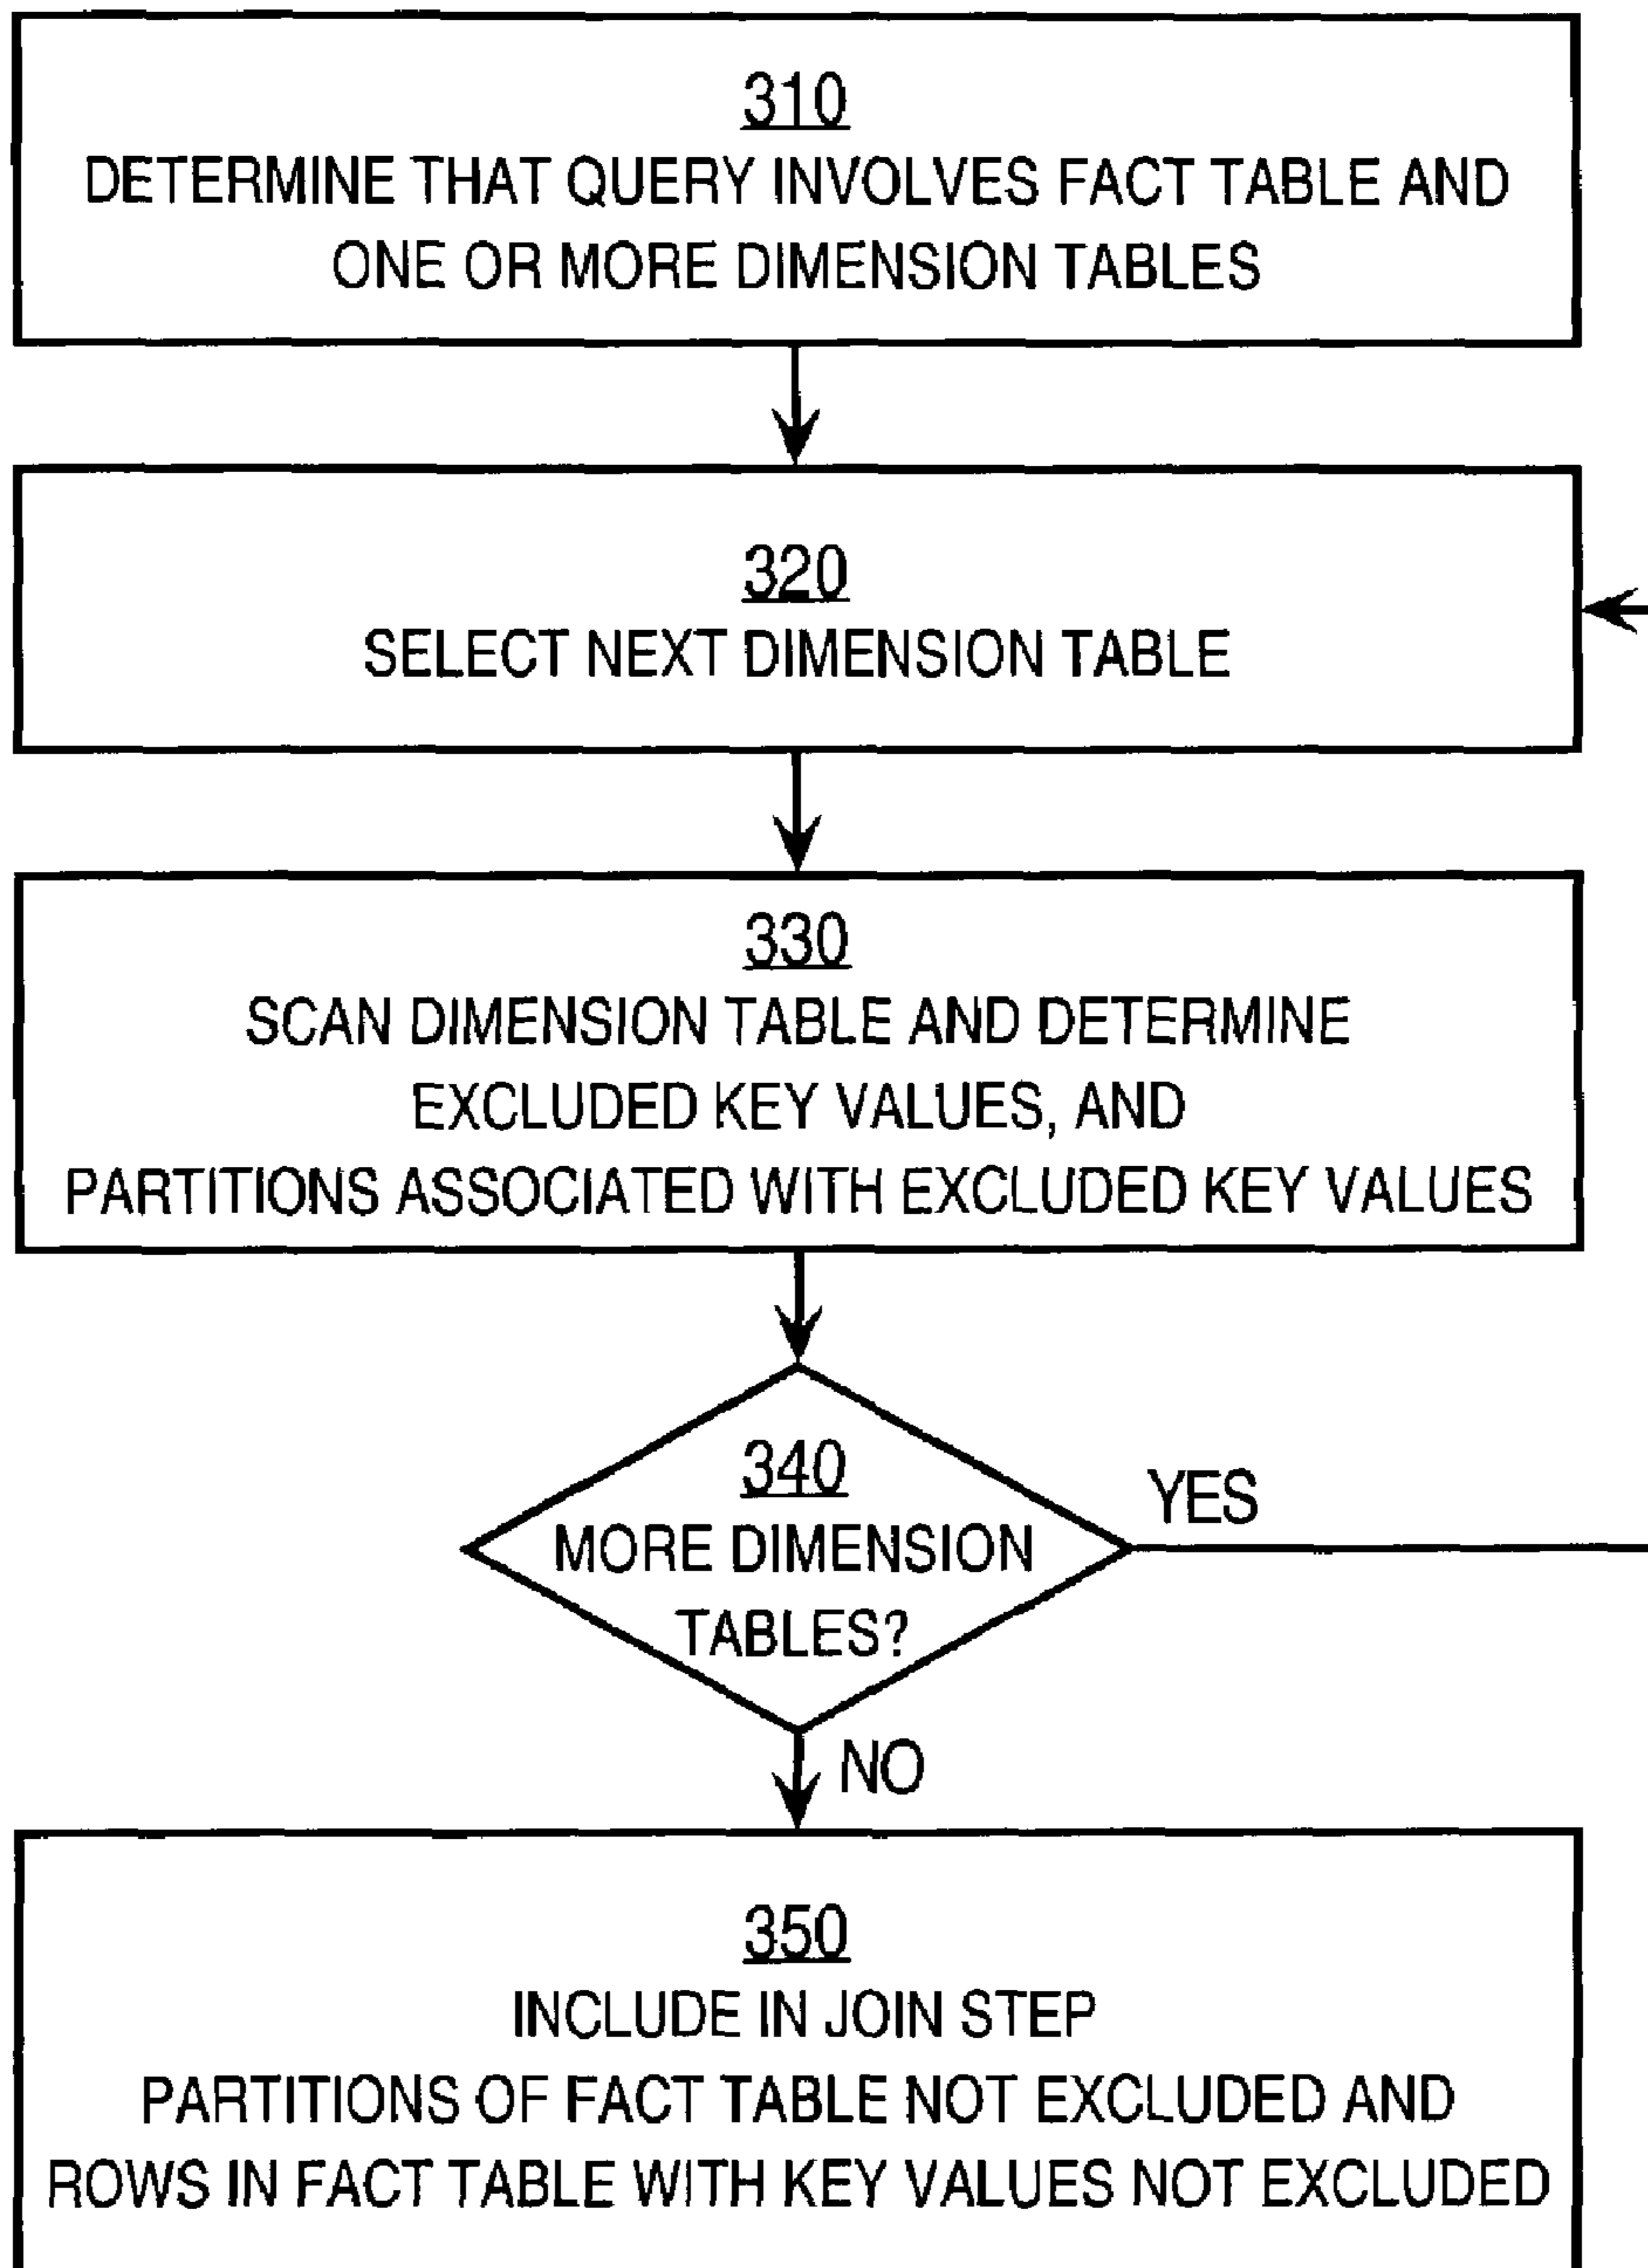 310
DETERMINE THAT QUERY INVOLVES FACT TABLE AND
ONE OR MORE DIMENSION TABLES
320
SELECT NEXT DIMENSION TABLE
330
SCAN DIMENSION TABLE AND DETERMINE
EXCLUDED KEY VALUES, AND
PARTITIONS ASSOCIATED WITH EXCLUDED KEY VALUES
340
MORE DIMENSION
TABLES?
YES
NO
350
INCLUDE IN JOIN STEP
PARTITIONS OF FACT TABLE NOT EXCLUDED AND
ROWS IN FACT TABLE WITH KEY VALUES NOT EXCLUDED